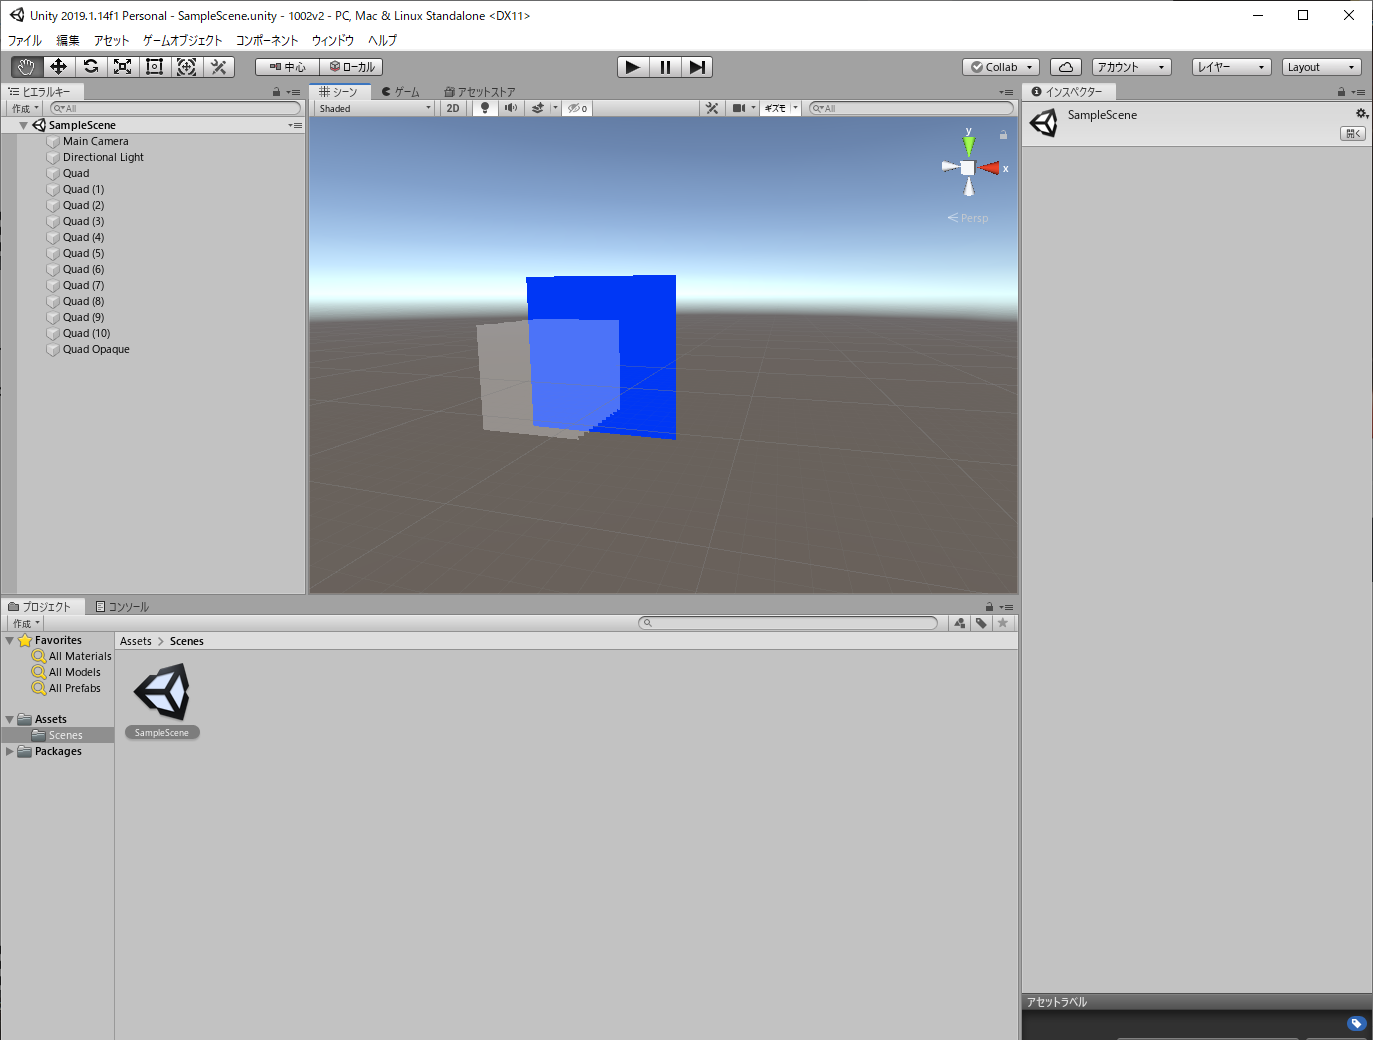 Unity 2019.1.14f1 Personal - SampleScene.unity - 1002v2 - PC, Mac & Linux Standalone <DX11>
ファイル 編集 アセット ゲームオブジェクト コンポーネント ウィンドウ ヘルプ
中心 ローカル Collab アカウント レイヤー Layout
ヒエラルキー
作成 All
SampleScene
Main Camera
Directional Light
Quad
Quad (1)
Quad (2)
Quad (3)
Quad (4)
Quad (5)
Quad (6)
Quad (7)
Quad (8)
Quad (9)
Quad (10)
Quad Opaque
シーン ゲーム アセットストア
Shaded 2D 0 ギズモ All
y
x
Persp
インスペクター
SampleScene
開く
プロジェクト コンソール
作成
Favorites
All Materials
All Models
All Prefabs
Assets
Scenes
Packages
Assets > Scenes
SampleScene
アセットラベル